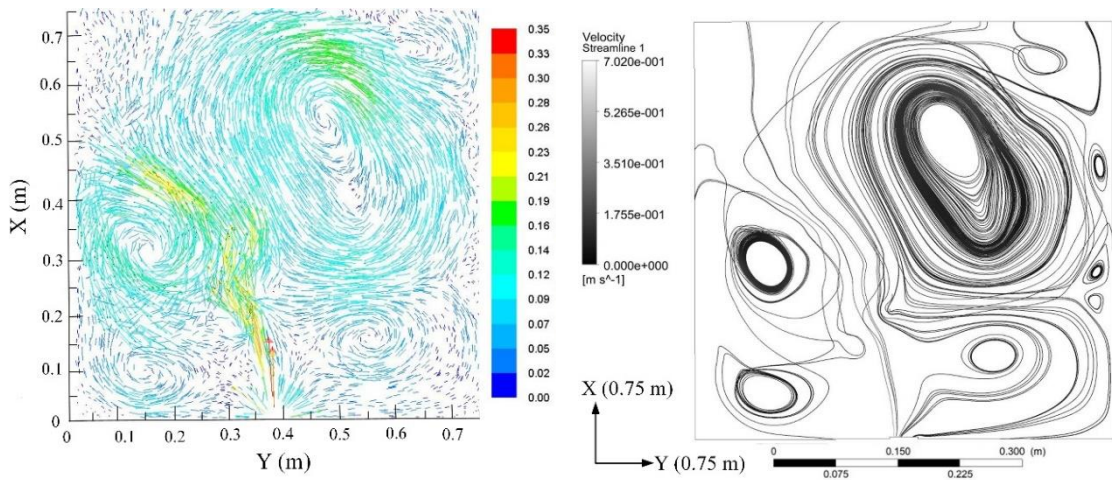 0.7
0.6
0.5
0.4
0.3
0.2
0.1
0
X (m)
0 0.1 0.2 0.3 0.4 0.5 0.6 0.7
Y (m)
0.35
0.33
0.30
0.28
0.26
0.23
0.21
0.19
0.16
0.14
0.12
0.09
0.07
0.05
0.02
0.00
Velocity
Streamline 1
7.020e-001
5.265e-001
3.510e-001
1.755e-001
0.000e+000
[m s^-1]
X (0.75 m)
Y (0.75 m)
0 0.150 0.300 (m)
0.075 0.225